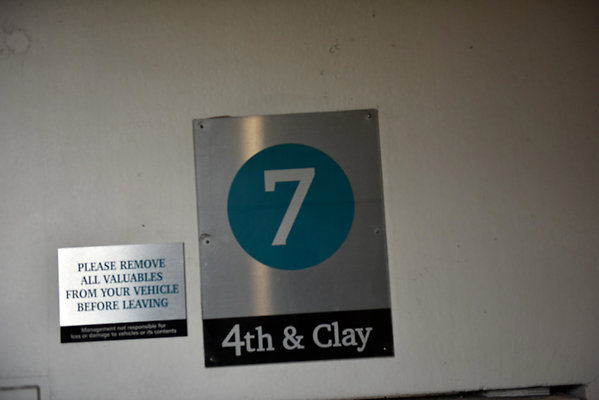 7
4th & Clay
PLEASE REMOVE
ALL VALUABLES
FROM YOUR VEHICLE
BEFORE LEAVING
Management not responsible for
loss or damage to vehicles or its contents